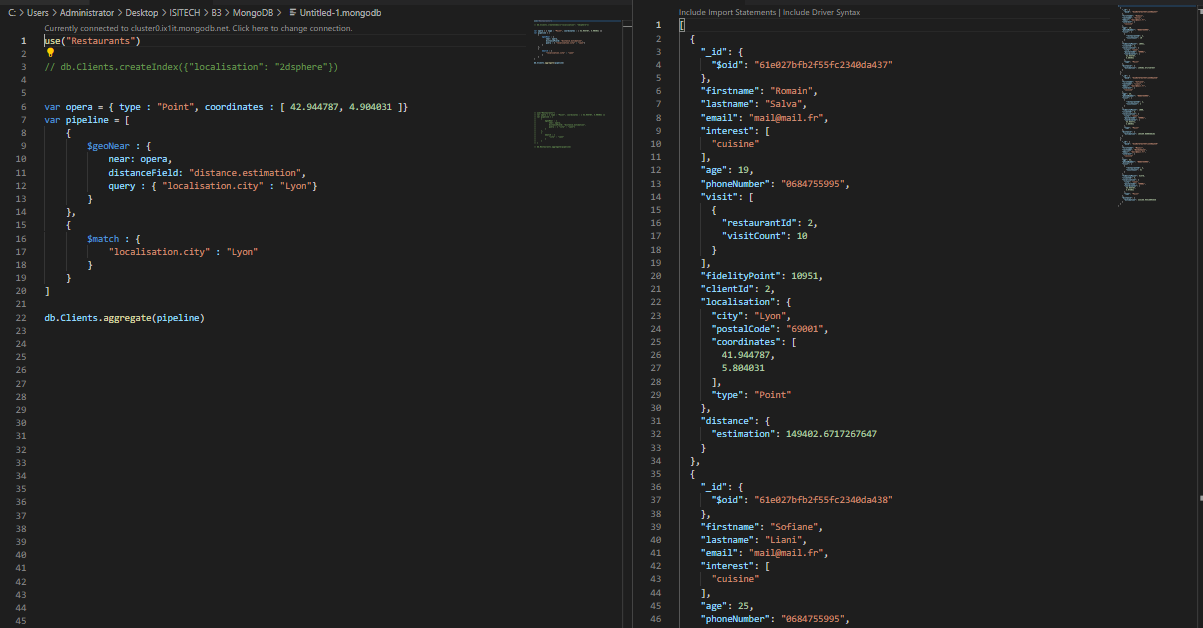 C: > Users > Administrator > Desktop > ISITECH > B3 > MongoDB > Untitled-1.mongodb
Currently connected to cluster0.ix1it.mongodb.net. Click here to change connection.
1 use("Restaurants")
2
3 // db.Clients.createIndex({"localisation": "2dsphere"})
4
5
6 var opera = { type : "Point", coordinates : [ 42.944787, 4.904031 ]}
7 var pipeline = [
8 {
9 $geoNear : {
10 near: opera,
11 distanceField: "distance.estimation",
12 query : { "localisation.city" : "Lyon"}
13 }
14 },
15 {
16 $match : {
17 "localisation.city" : "Lyon"
18 }
19 }
20 ]
21
22 db.Clients.aggregate(pipeline)
23
24
25
26
27
28
29
30
31
32
33
34
35
36
37
38
39
40
41
42
43
44
45
Include Import Statements | Include Driver Syntax
1 [
2 {
3 "_id": {
4 "$oid": "61e027bfb2f55fc2340da437"
5 },
6 "firstname": "Romain",
7 "lastname": "Salva",
8 "email": "mail@mail.fr",
9 "interest": [
10 "cuisine"
11 ],
12 "age": 19,
13 "phoneNumber": "0684755995",
14 "visit": [
15 {
16 "restaurantId": 2,
17 "visitCount": 10
18 }
19 ],
20 "fidelityPoint": 10951,
21 "clientId": 2,
22 "localisation": {
23 "city": "Lyon",
24 "postalCode": "69001",
25 "coordinates": [
26 41.944787,
27 5.804031
28 ],
29 "type": "Point"
30 },
31 "distance": {
32 "estimation": 149402.6717267647
33 }
34 },
35 {
36 "_id": {
37 "$oid": "61e027bfb2f55fc2340da438"
38 },
39 "firstname": "Sofiane",
40 "lastname": "Liani",
41 "email": "mail@mail.fr",
42 "interest": [
43 "cuisine"
44 ],
45 "age": 25,
46 "phoneNumber": "0684755995",